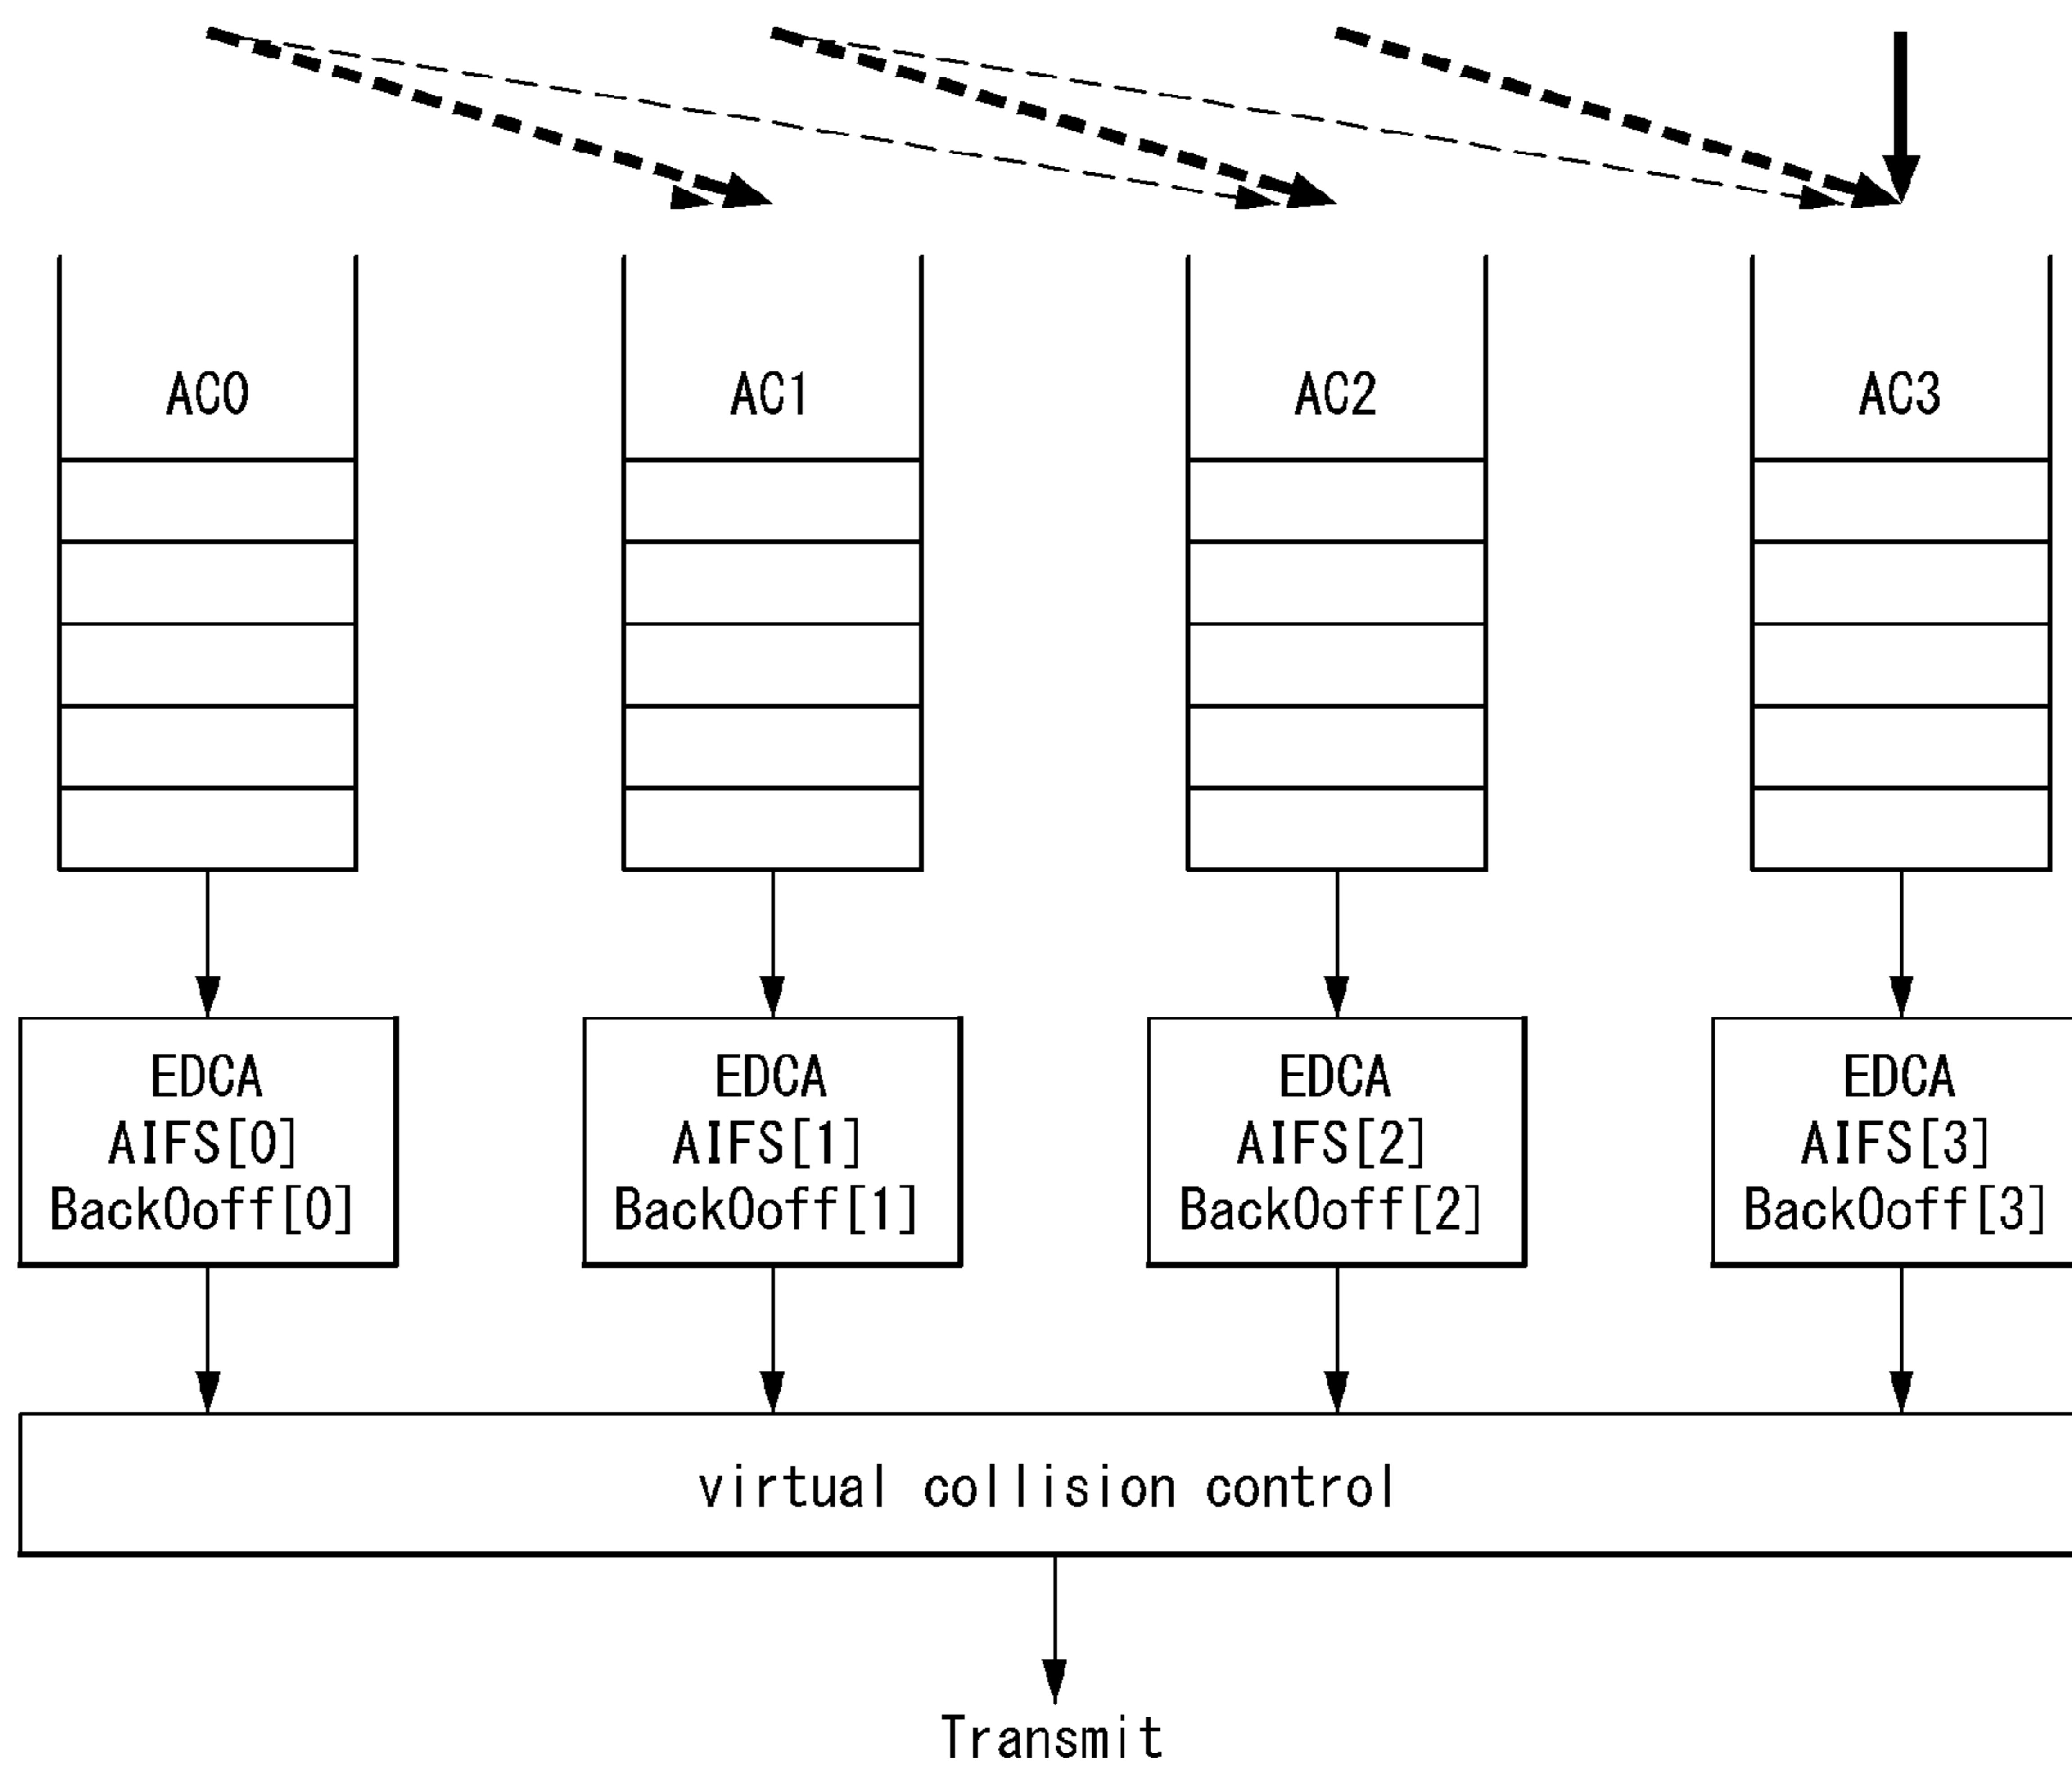 AC0 AC1 AC2 AC3
EDCA EDCA EDCA EDCA
AIFS[0] AIFS[1] AIFS[2] AIFS[3]
BackOoff[0] BackOoff[1] BackOoff[2] BackOoff[3]
virtual collision control
Transmit